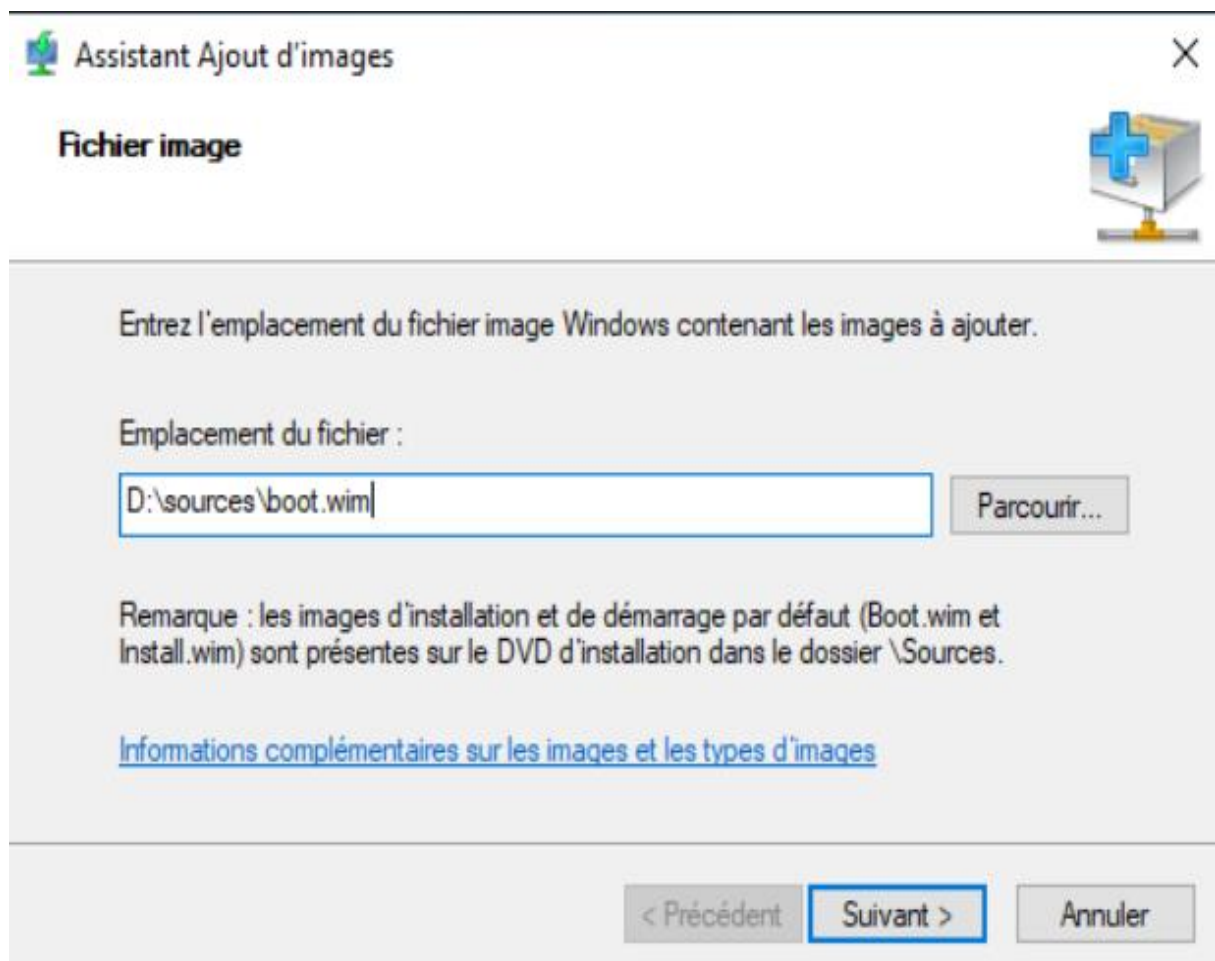 Assistant Ajout d'images
Fichier image
Entrez l'emplacement du fichier image Windows contenant les images à ajouter.
Emplacement du fichier :
D:\sources\boot.wim
Parcourir...
Remarque : les images d'installation et de démarrage par défaut (Boot.wim et
Install.wim) sont présentes sur le DVD d'installation dans le dossier \Sources.
Informations complémentaires sur les images et les types d'images
< Précédent Suivant > Annuler